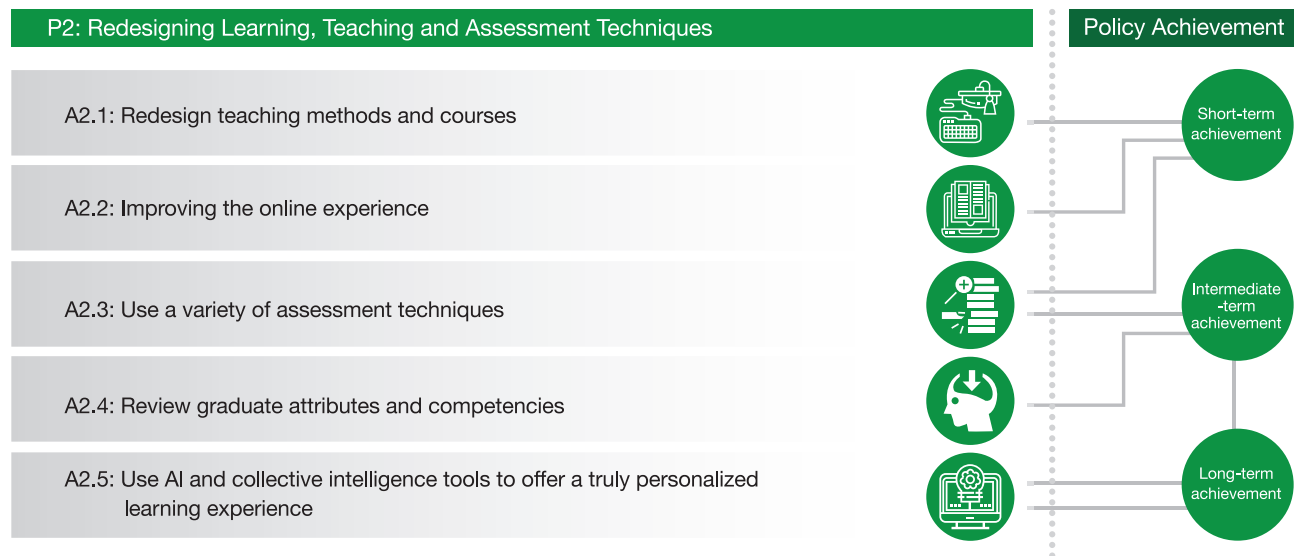 P2: Redesigning Learning, Teaching and Assessment Techniques
Policy Achievement
A2.1: Redesign teaching methods and courses
Short-term
achievement
A2.2: Improving the online experience
A2.3: Use a variety of assessment techniques
Intermediate
-term
achievement
A2.4: Review graduate attributes and competencies
A2.5: Use AI and collective intelligence tools to offer a truly personalized
learning experience
Long-term
achievement